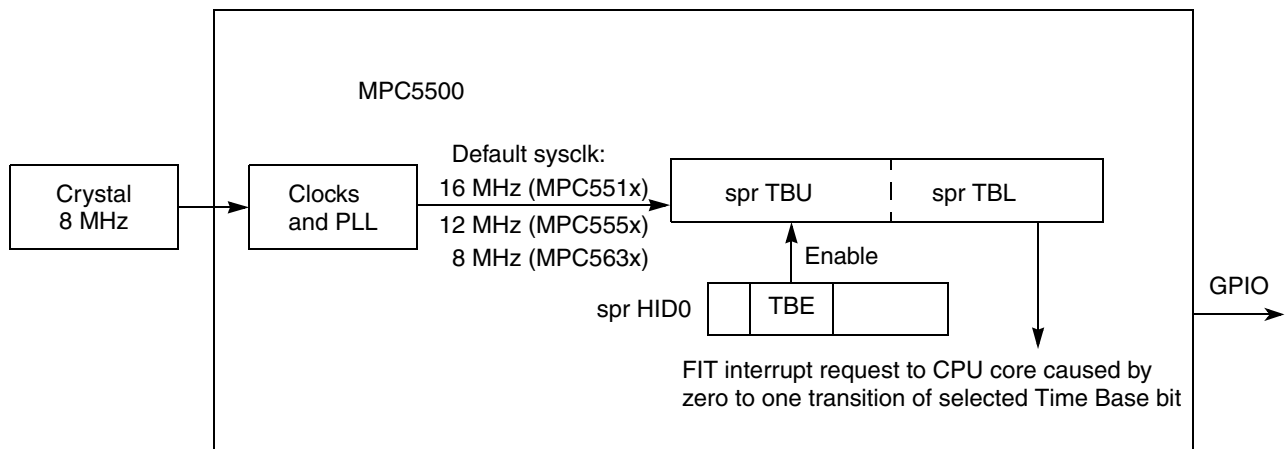 MPC5500
Crystal
8 MHz
Clocks
and PLL
Default sysclk:
16 MHz (MPC551x)
12 MHz (MPC555x)
8 MHz (MPC563x)
spr TBU
spr TBL
Enable
spr HID0
TBE
GPIO
FIT interrupt request to CPU core caused by
zero to one transition of selected Time Base bit